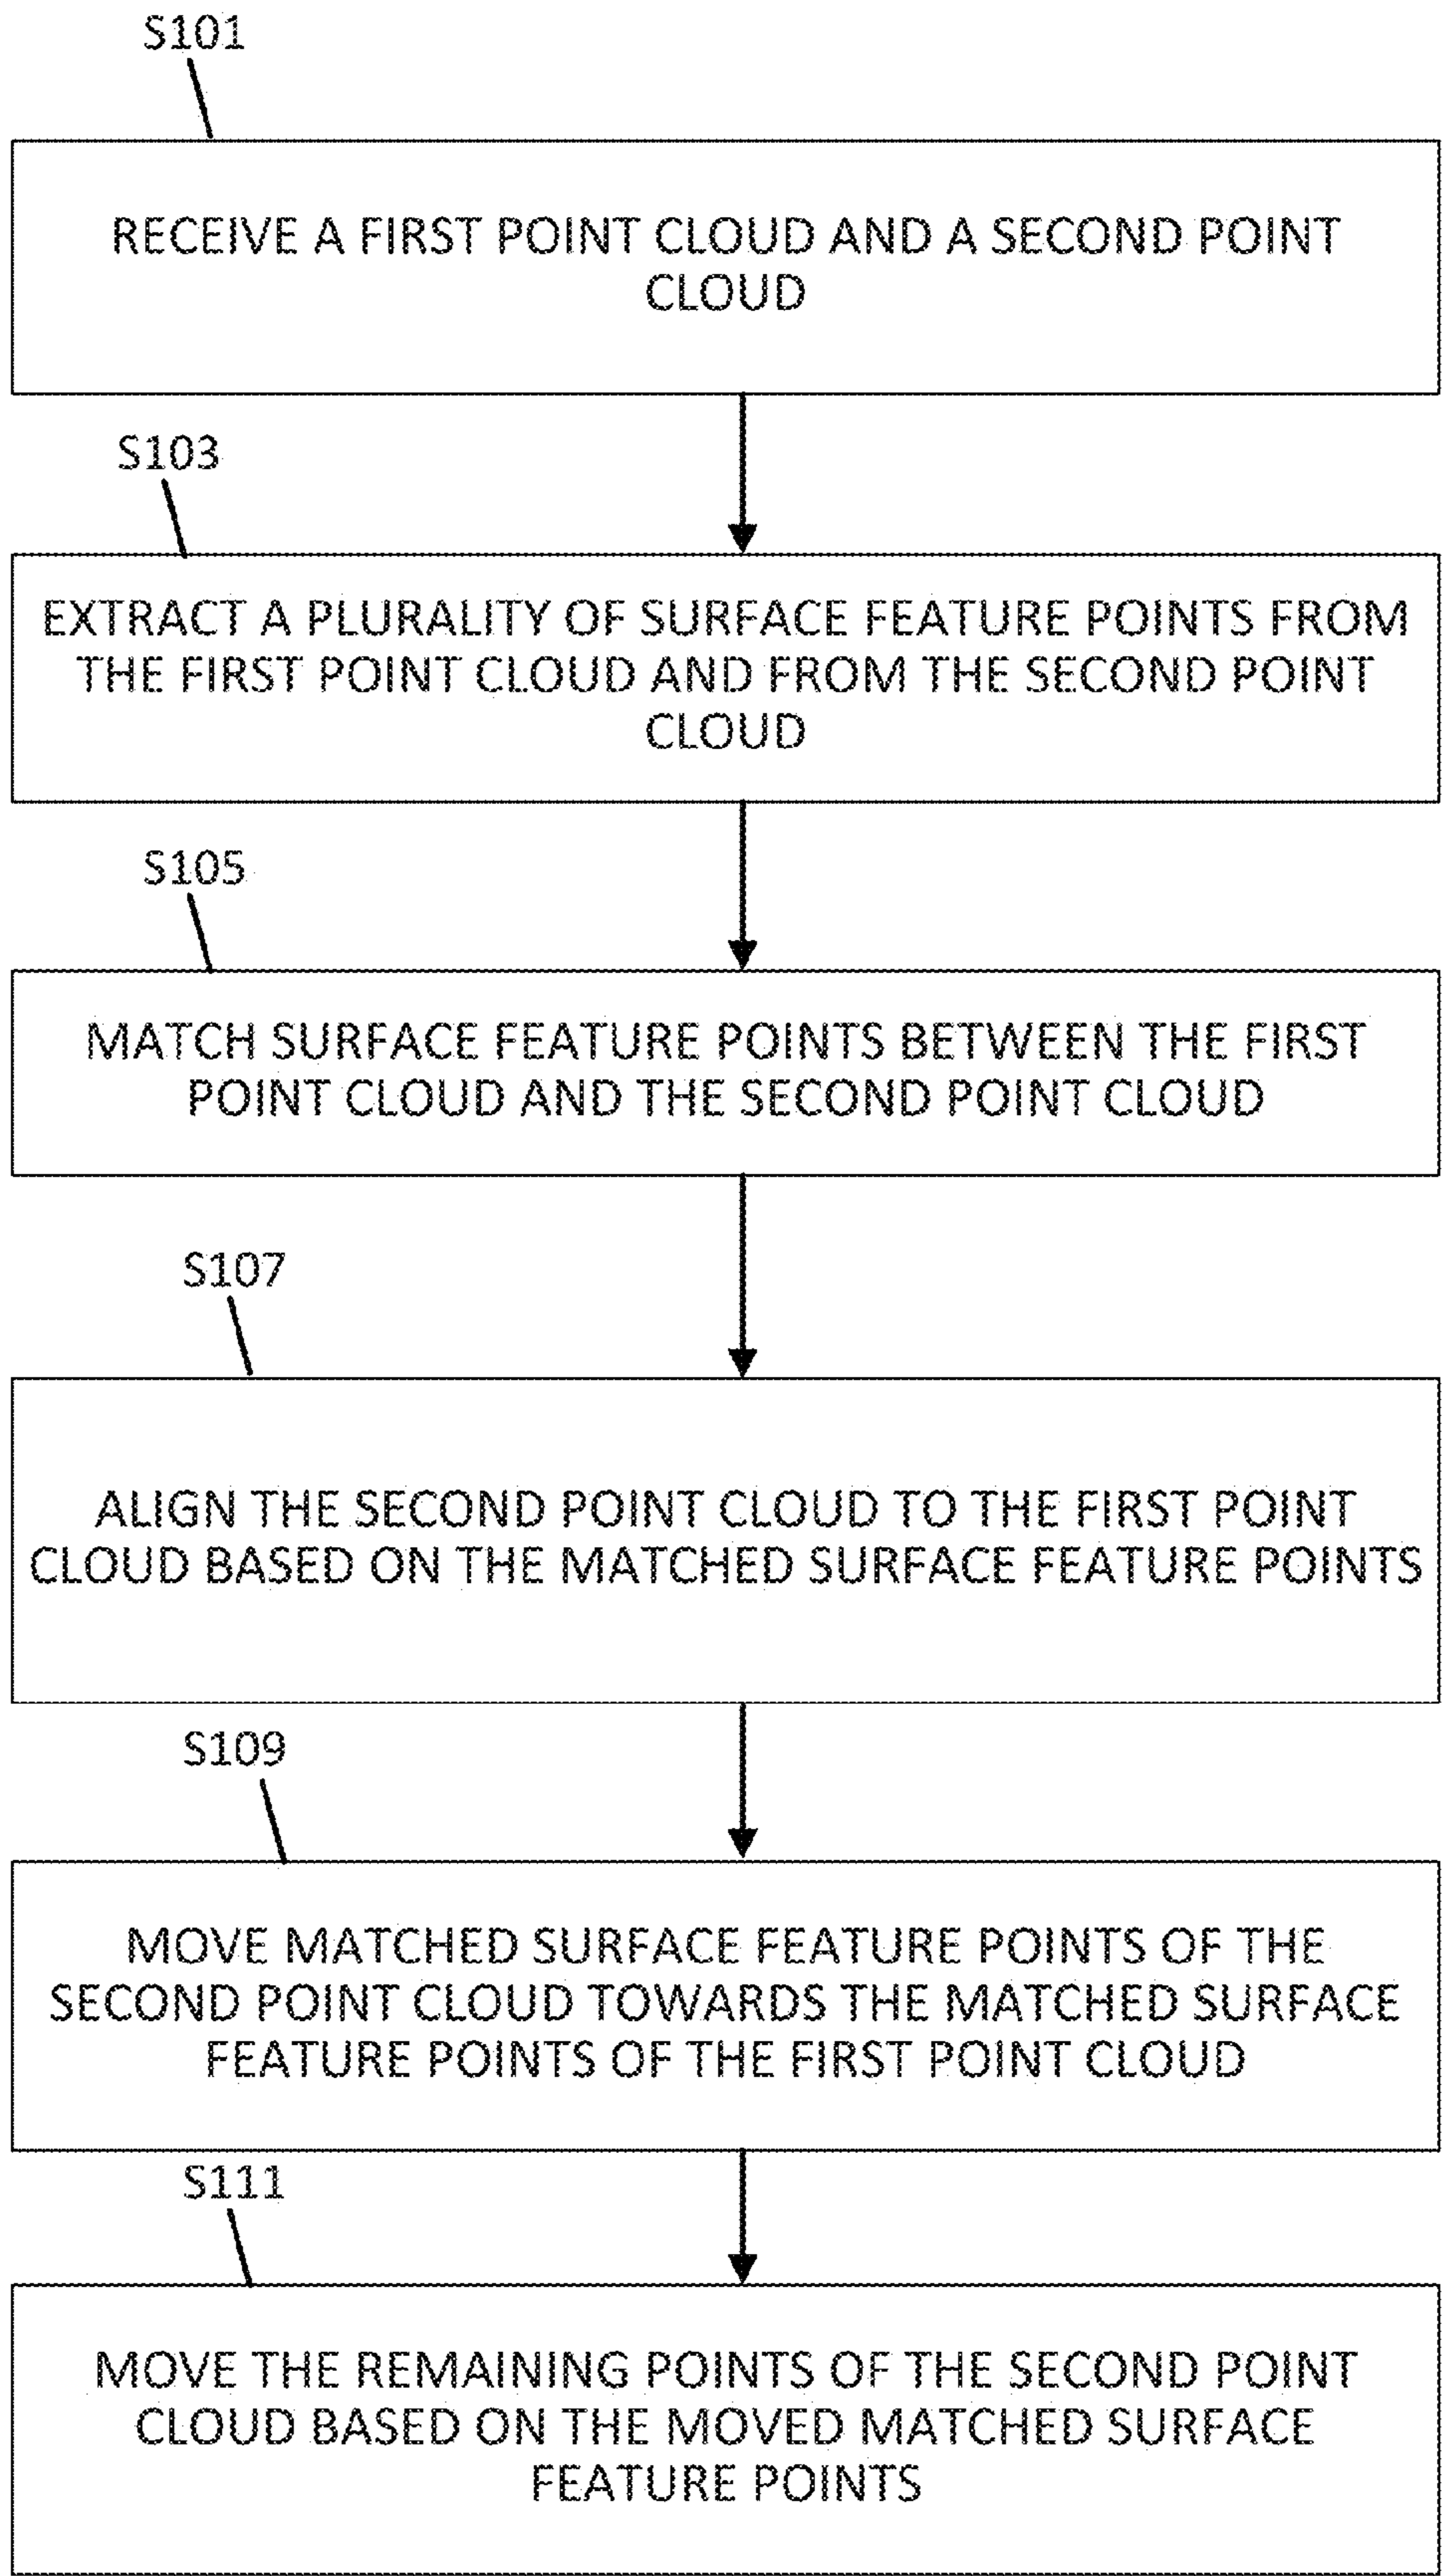 S101
RECEIVE A FIRST POINT CLOUD AND A SECOND POINT
CLOUD
S103
EXTRACT A PLURALITY OF SURFACE FEATURE POINTS FROM
THE FIRST POINT CLOUD AND FROM THE SECOND POINT
CLOUD
S105
MATCH SURFACE FEATURE POINTS BETWEEN THE FIRST
POINT CLOUD AND THE SECOND POINT CLOUD
S107
ALIGN THE SECOND POINT CLOUD TO THE FIRST POINT
CLOUD BASED ON THE MATCHED SURFACE FEATURE POINTS
S109
MOVE MATCHED SURFACE FEATURE POINTS OF THE
SECOND POINT CLOUD TOWARDS THE MATCHED SURFACE
FEATURE POINTS OF THE FIRST POINT CLOUD
S111
MOVE THE REMAINING POINTS OF THE SECOND POINT
CLOUD BASED ON THE MOVED MATCHED SURFACE
FEATURE POINTS